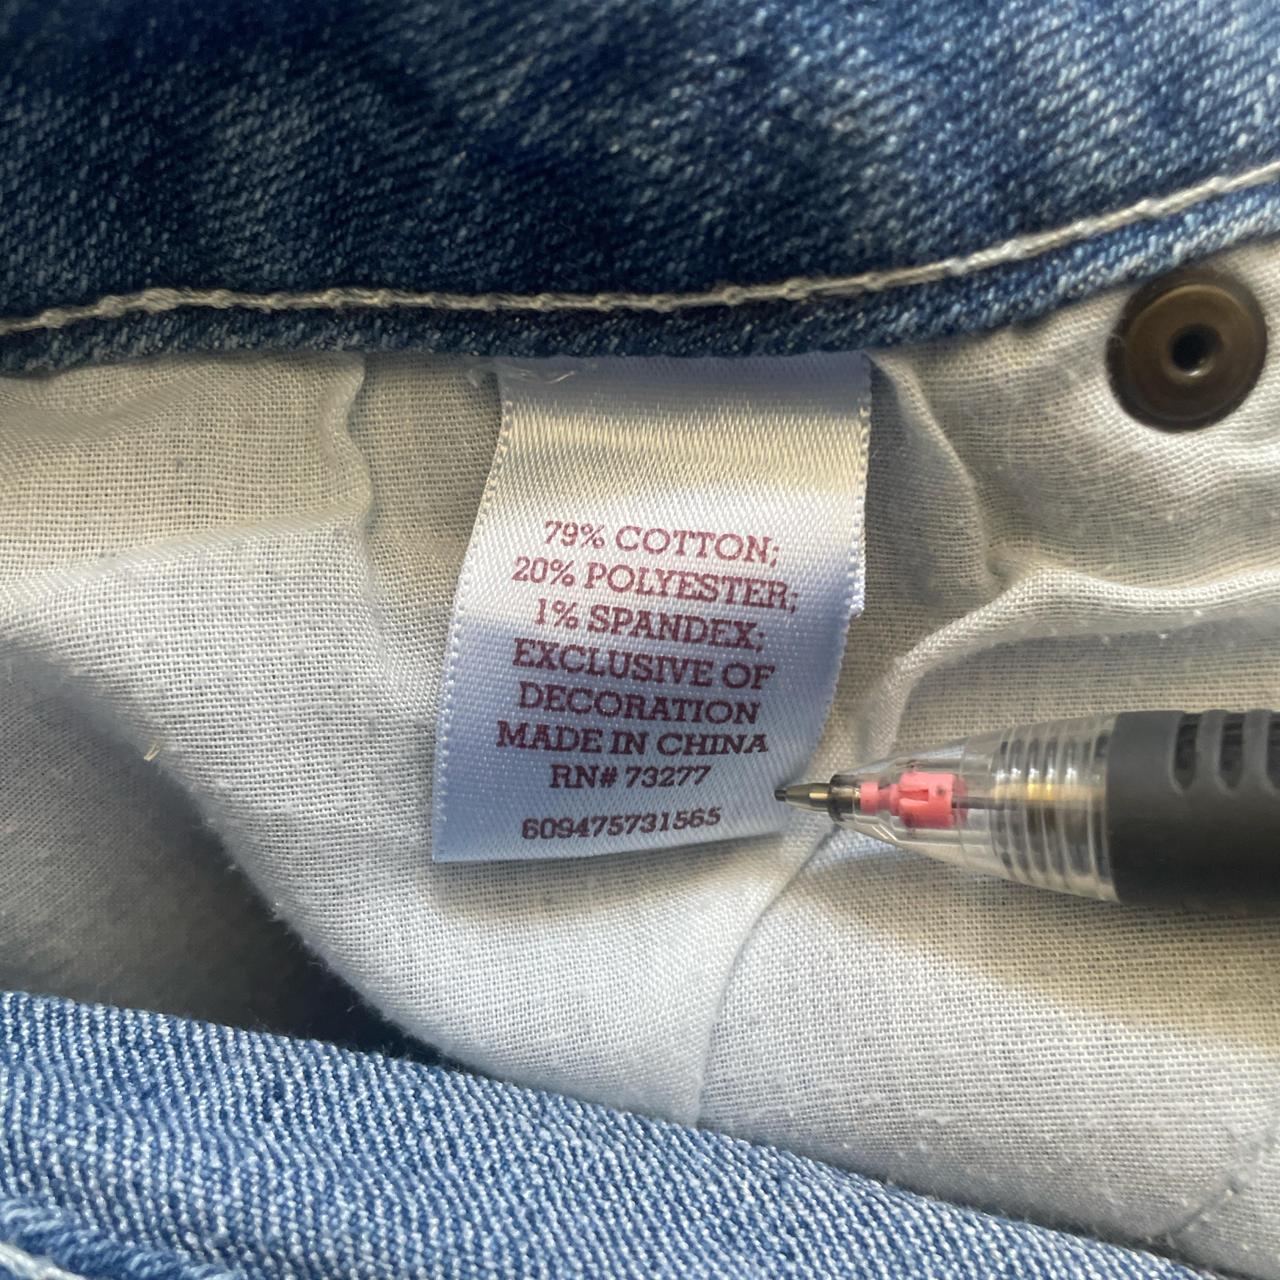 79% COTTON;
20% POLYESTER;
1% SPANDEX;
EXCLUSIVE OF
DECORATION
MADE IN CHINA
RN# 73277
609475731565